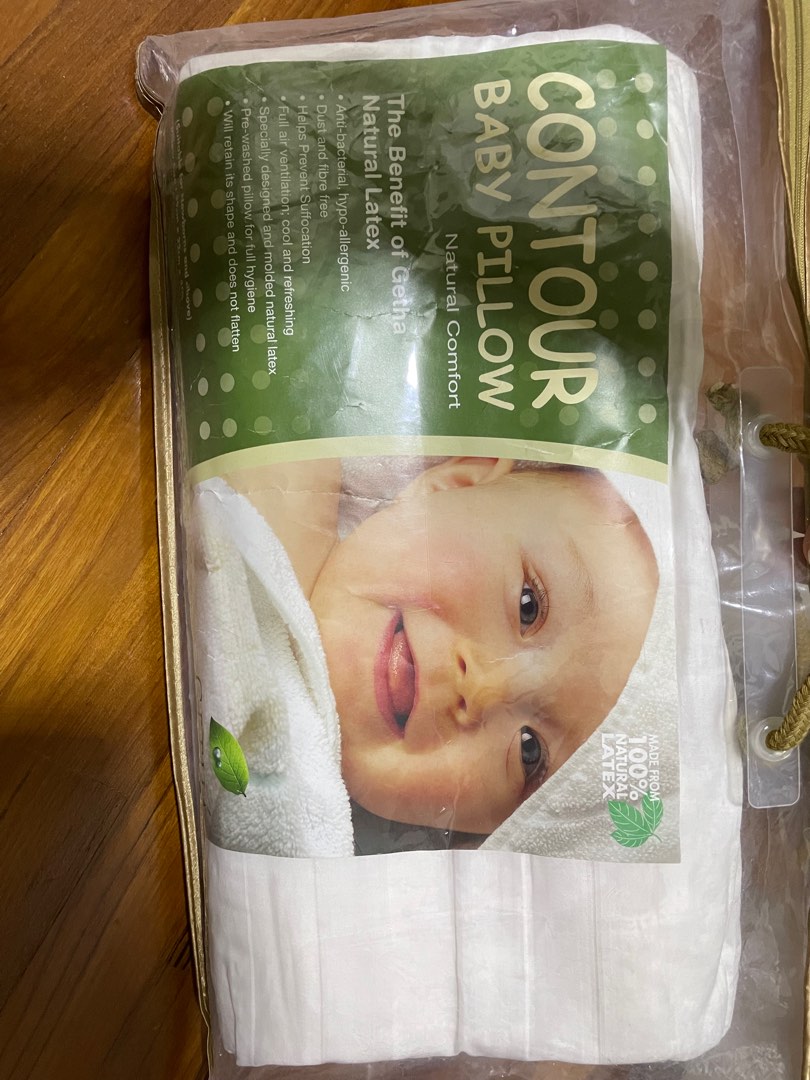 CONTOUR
BABY PILLOW
Natural Comfort
The Benefit of Getha
Natural Latex
• Anti-bacterial, hypo-allergenic
• Dust and fibre free
• Helps Prevent Suffocation
• Full air ventilation; cool and refreshing
• Specially designed and molded natural latex
• Pre-washed pillow for full hygiene
• Will retain its shape and does not flatten
MADE FROM
100%
NATURAL
LATEX